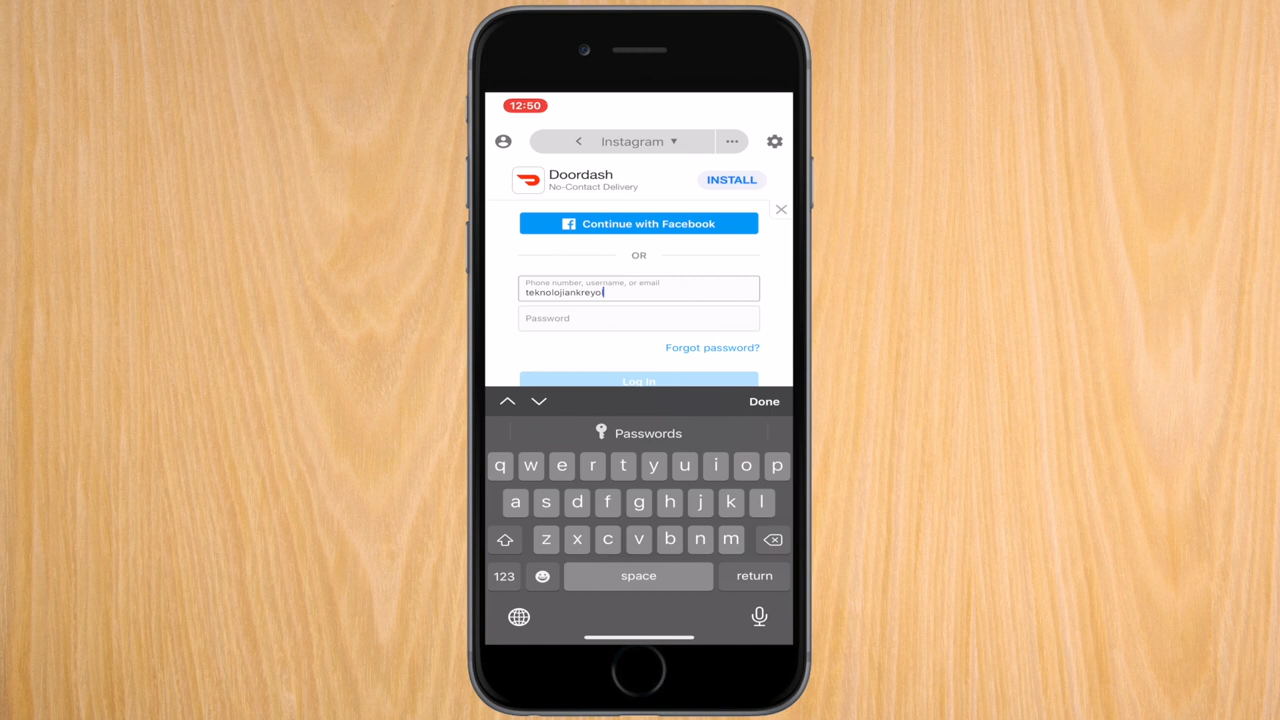 12:50
Instagram
Doordash
No-Contact Delivery
INSTALL
Continue with Facebook
OR
Phone number, username, or email
teknolojiankreyol
Password
Forgot password?
Log In
Done
Passwords
q w e r t y u i o p
a s d f g h j k l
z x c v b n m
123 space return